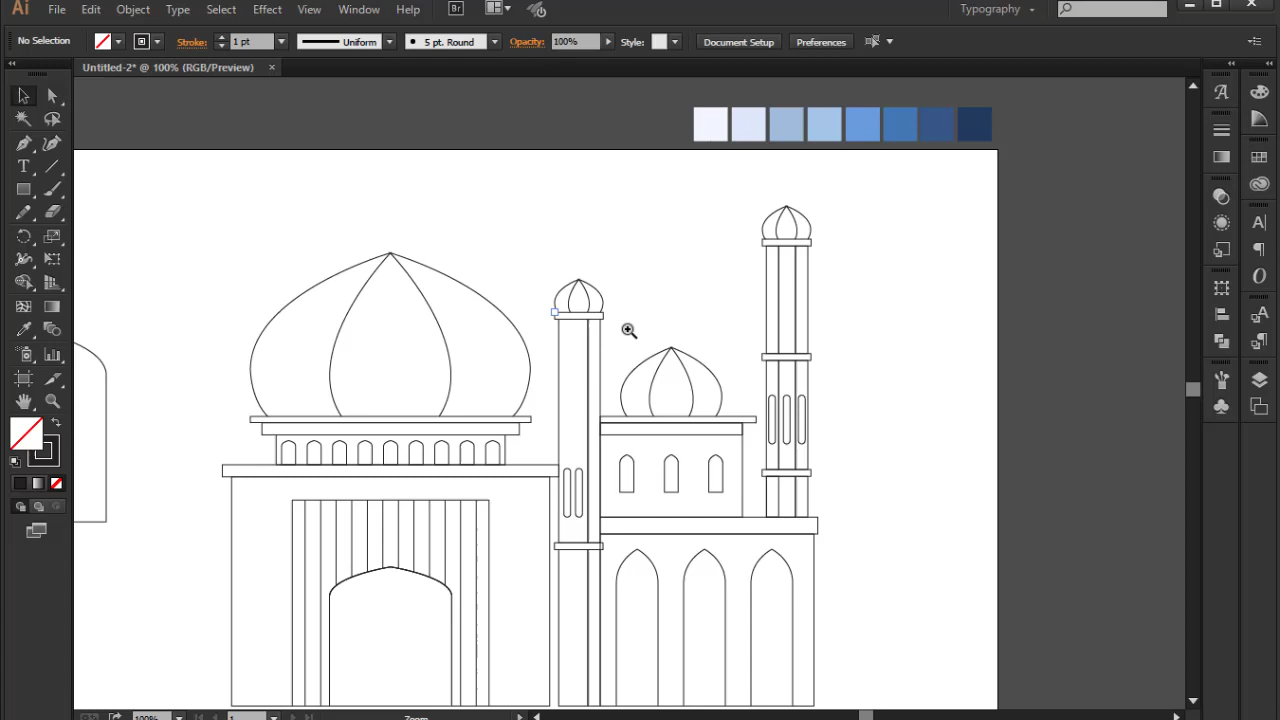 Ai File Edit Object Type Select Effect View Window Help Br Typography
No Selection Stroke: 1 pt Uniform 5 pt. Round Opacity: 100% Style: Document Setup Preferences
Untitled-2* @ 100% (RGB/Preview) ×
100% 1 Zoom